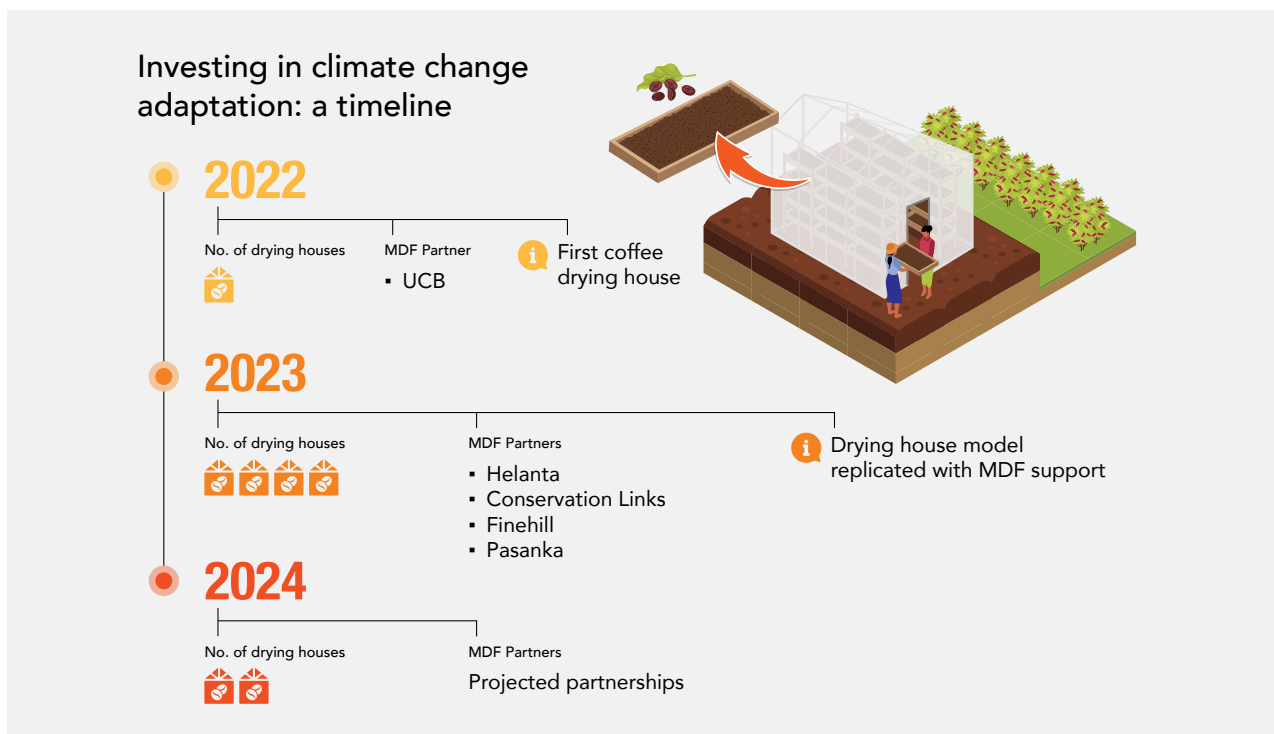 Investing in climate change
adaptation: a timeline
2022
No. of drying houses
MDF Partner
▪ UCB
i
First coffee
drying house
2023
No. of drying houses
MDF Partners
▪ Helanta
▪ Conservation Links
▪ Finehill
▪ Pasanka
i
Drying house model
replicated with MDF support
2024
No. of drying houses
MDF Partners
Projected partnerships